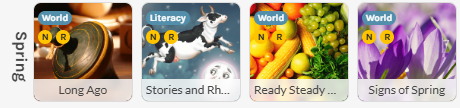 Spring
World
N R
Long Ago
Literacy
N R
Stories and Rh...
World
N R
Ready Steady ...
World
N R
Signs of Spring